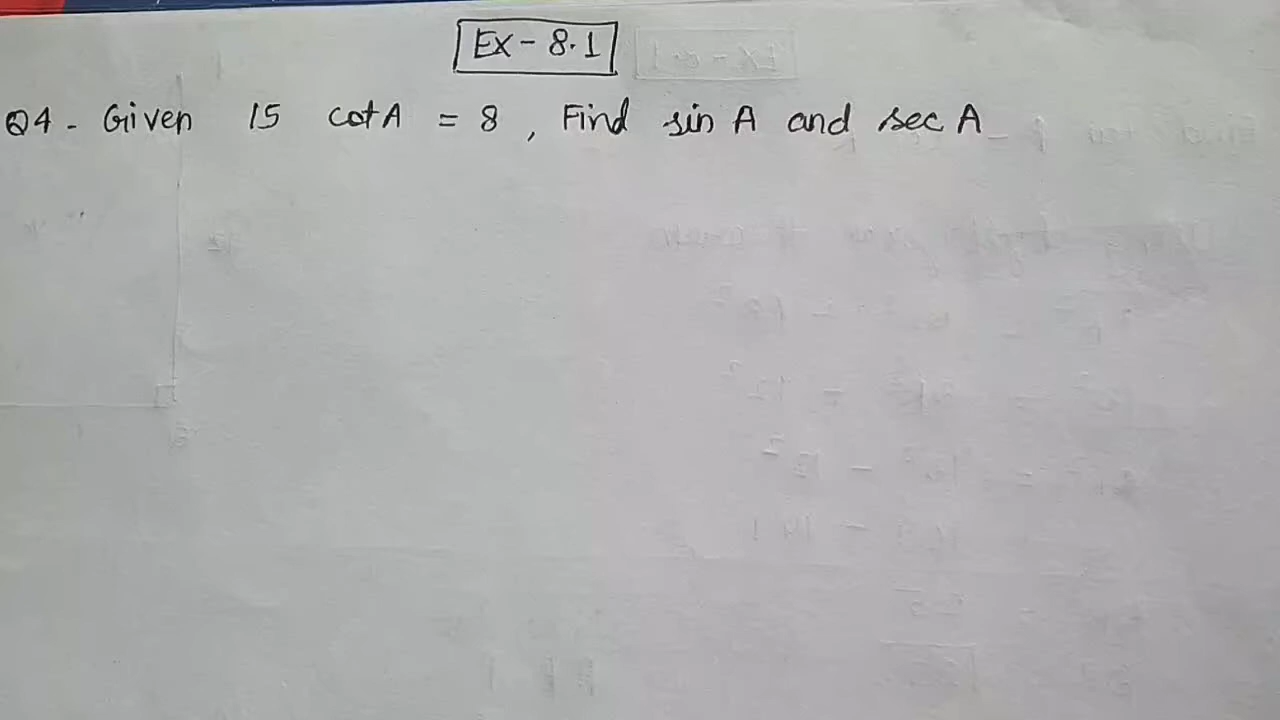 Ex - 8.1
Q4 - Given 15 cot A = 8 , Find sin A and sec A